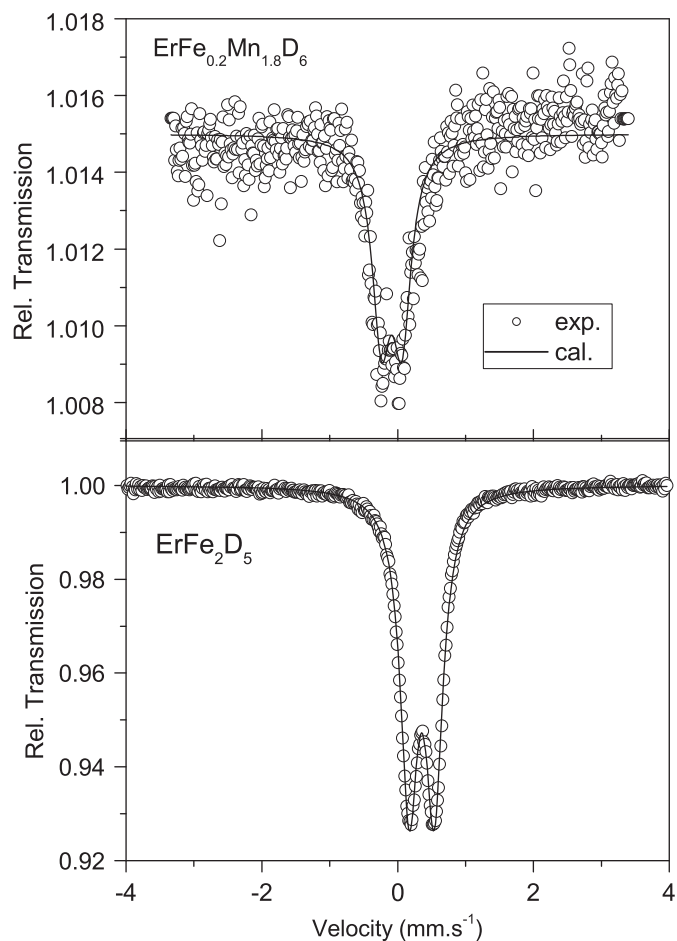 1.018
ErFe0.2Mn1.8D6
1.016
1.014
1.012
1.010
1.008
Rel. Transmission
exp.
cal.
1.00
ErFe2D5
0.98
0.96
0.94
0.92
Rel. Transmission
-4 -2 0 2 4
Velocity (mm.s-1)